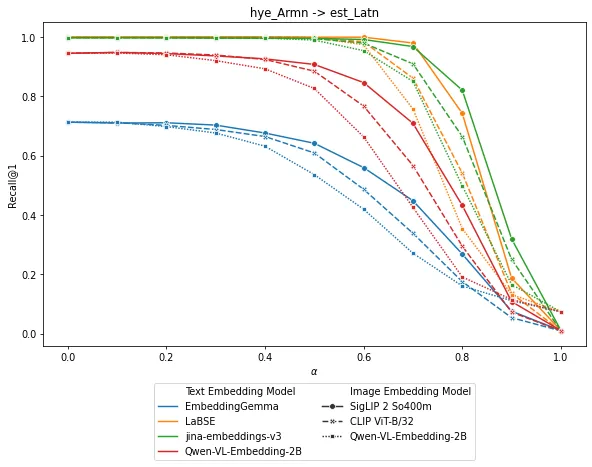 hye_Armn -> est_Latn
Recall@1
1.0
0.8
0.6
0.4
0.2
0.0
0.0 0.2 0.4 0.6 0.8 1.0
α
Text Embedding Model
EmbeddingGemma
LaBSE
jina-embeddings-v3
Qwen-VL-Embedding-2B
Image Embedding Model
SigLIP 2 So400m
CLIP ViT-B/32
Qwen-VL-Embedding-2B